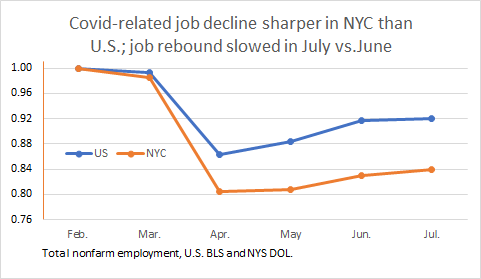 Covid-related job decline sharper in NYC than
U.S.; job rebound slowed in July vs.June
1.00
0.96
0.92
0.88
0.84
0.80
0.76
US NYC
Feb. Mar. Apr. May Jun. Jul.
Total nonfarm employment, U.S. BLS and NYS DOL.